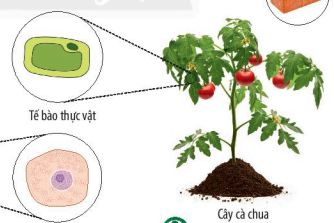 Tế bào thực vật
Cây cà chua